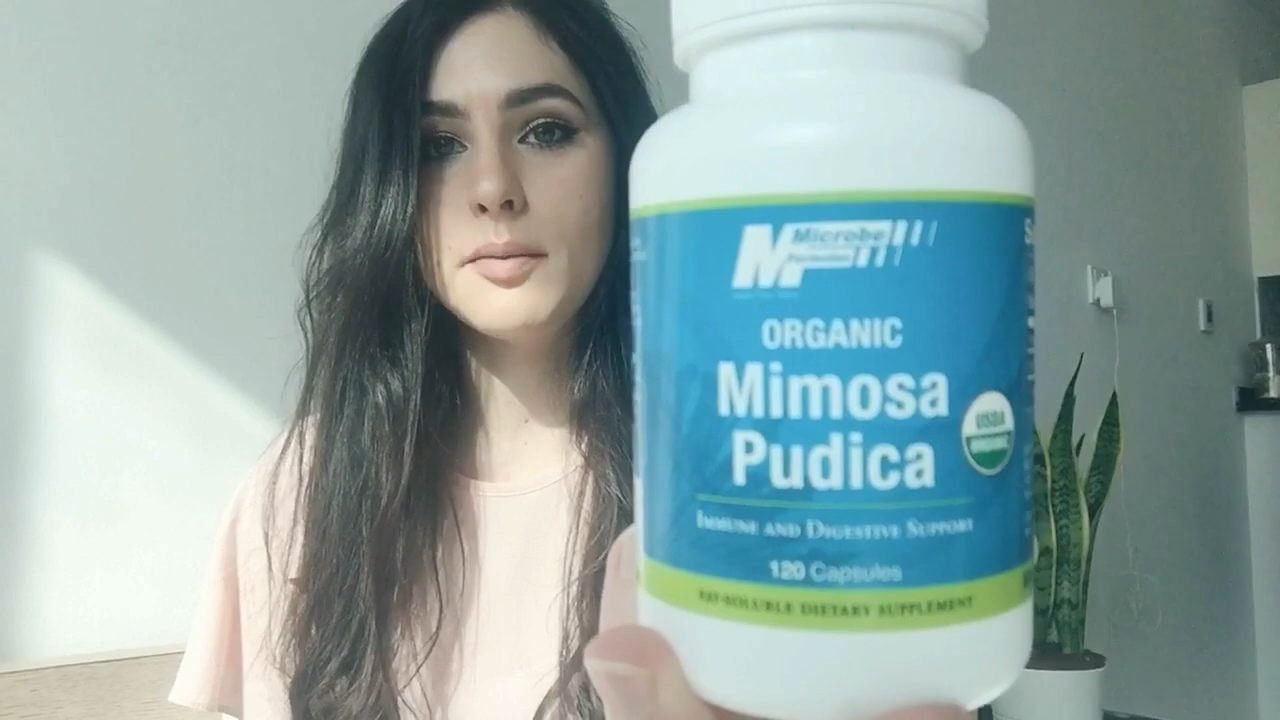 Microbe
Formulas
ORGANIC
Mimosa
Pudica
USDA
ORGANIC
IMMUNE AND DIGESTIVE SUPPORT
120 Capsules
FAT-SOLUBLE DIETARY SUPPLEMENT